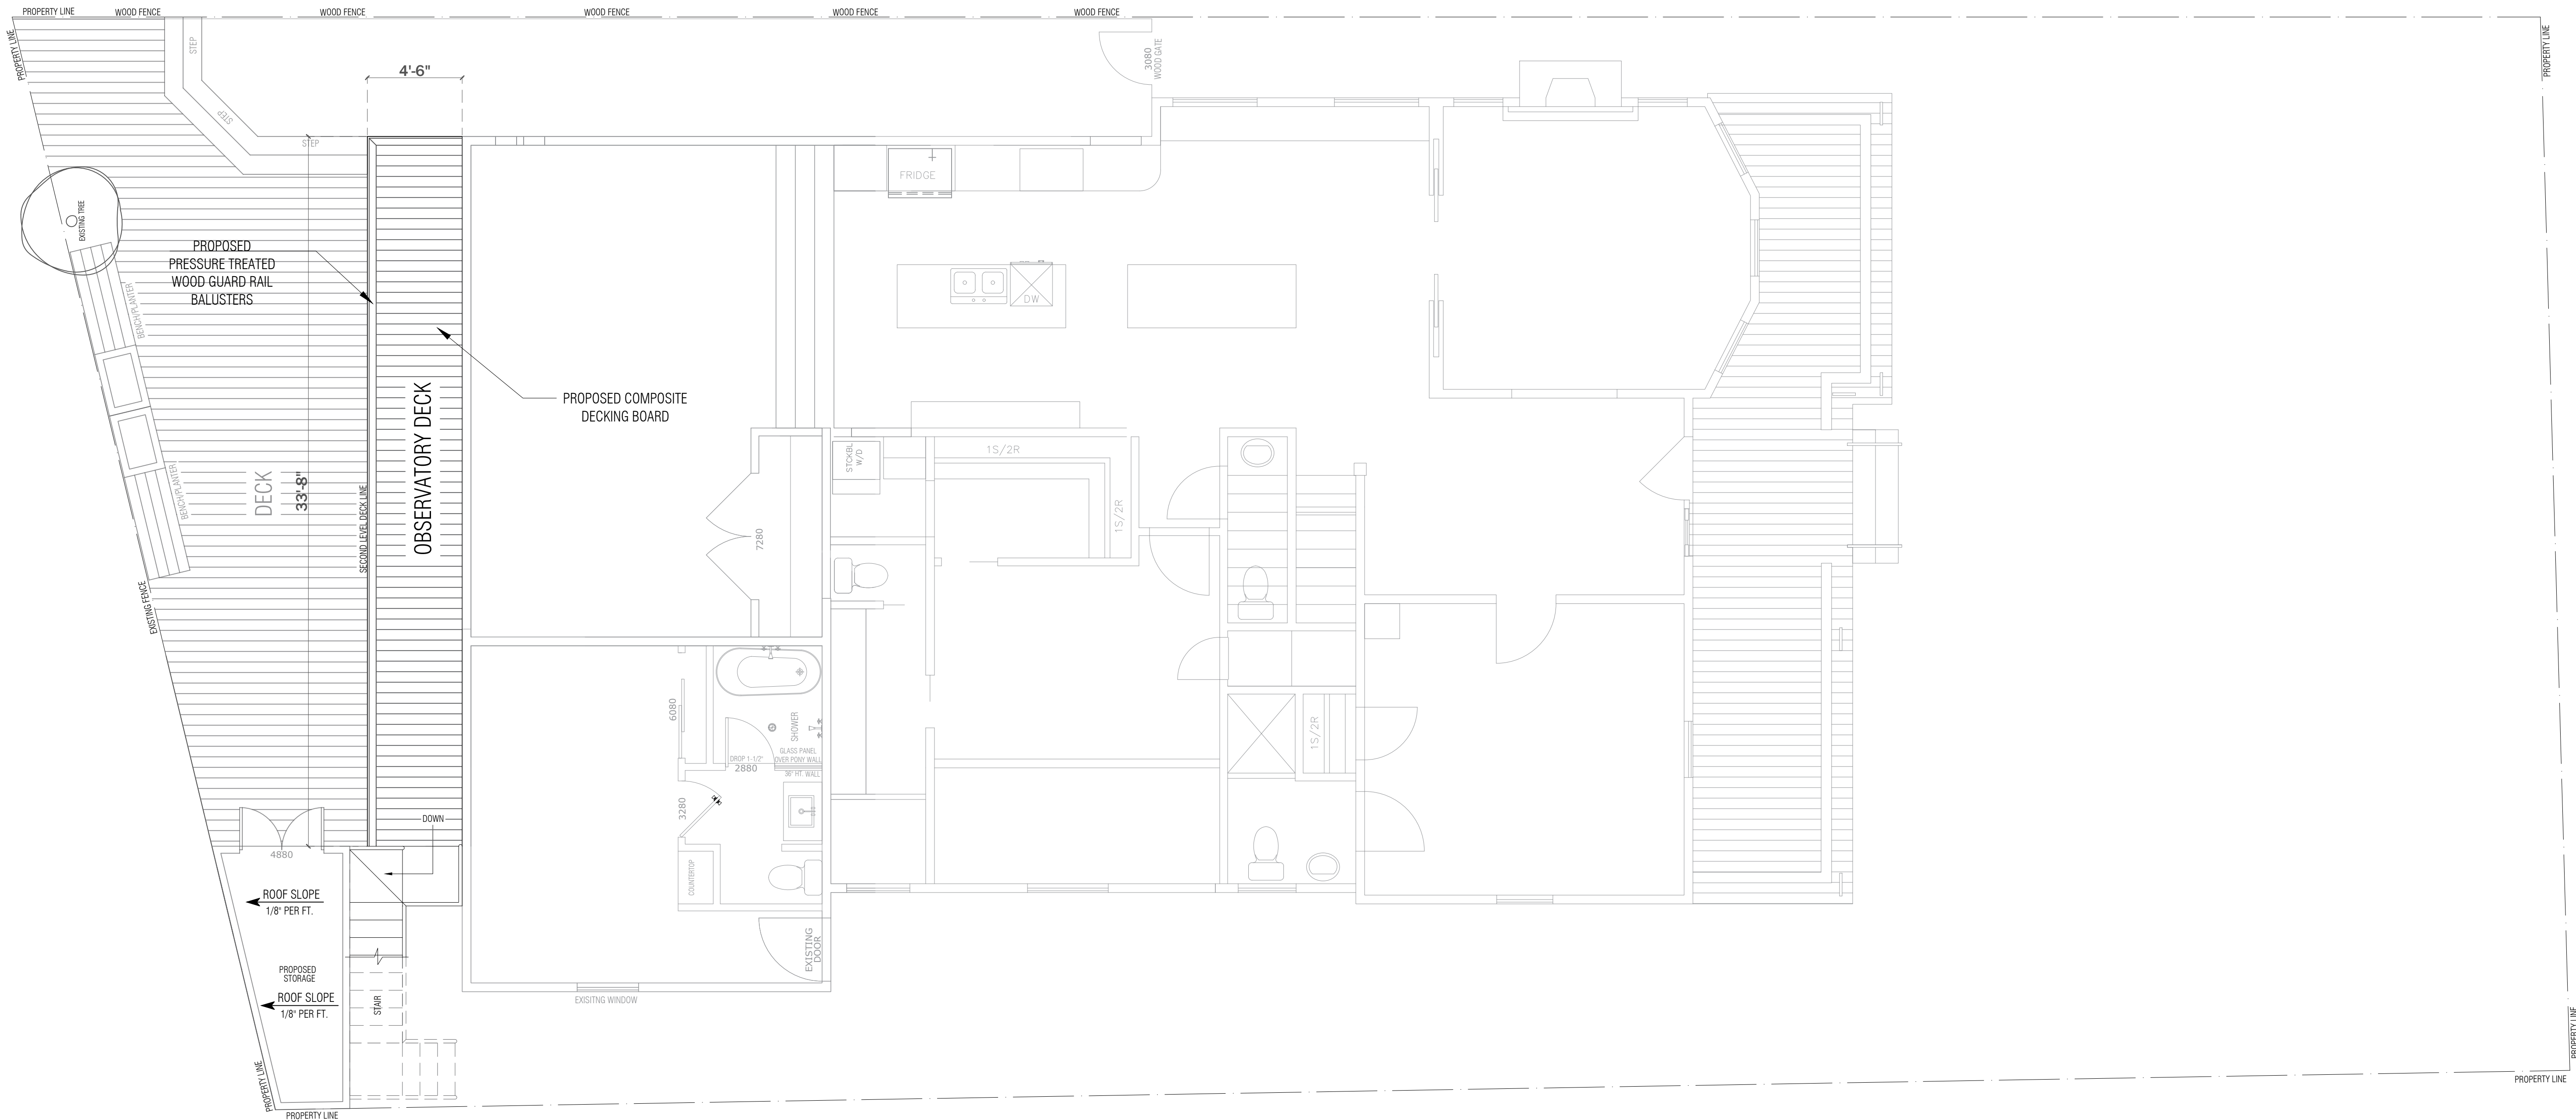 PROPERTY LINE
WOOD FENCE
WOOD FENCE
WOOD FENCE
WOOD FENCE
WOOD FENCE
PROPERTY LINE
PROPERTY LINE
STEP
STEP
STEP
4'-6"
3080
WOOD GATE
EXISTING TREE
FRIDGE
PROPOSED
PRESSURE TREATED
WOOD GUARD RAIL
BALUSTERS
BENCH/PLANTER
DW
PROPOSED COMPOSITE
DECKING BOARD
OBSERVATORY DECK
DECK
33'-8"
SECOND LEVEL DECK LINE
BENCH/PLANTER
STCKBL
W/D
1S/2R
1S/2R
7280
EXISTING FENCE
6080
SHOWER
GLASS PANEL
OVER PONY WALL
DROP 1-1/2"
2880
36" HT. WALL
1S/2R
3280
DOWN
4880
COUNTERTOP
ROOF SLOPE
1/8" PER FT.
EXISTING
DOOR
PROPOSED
STORAGE
ROOF SLOPE
1/8" PER FT.
STAIR
EXISITNG WINDOW
PROPERTY LINE
PROPERTY LINE
PROPERTY LINE
PROPERTY LINE